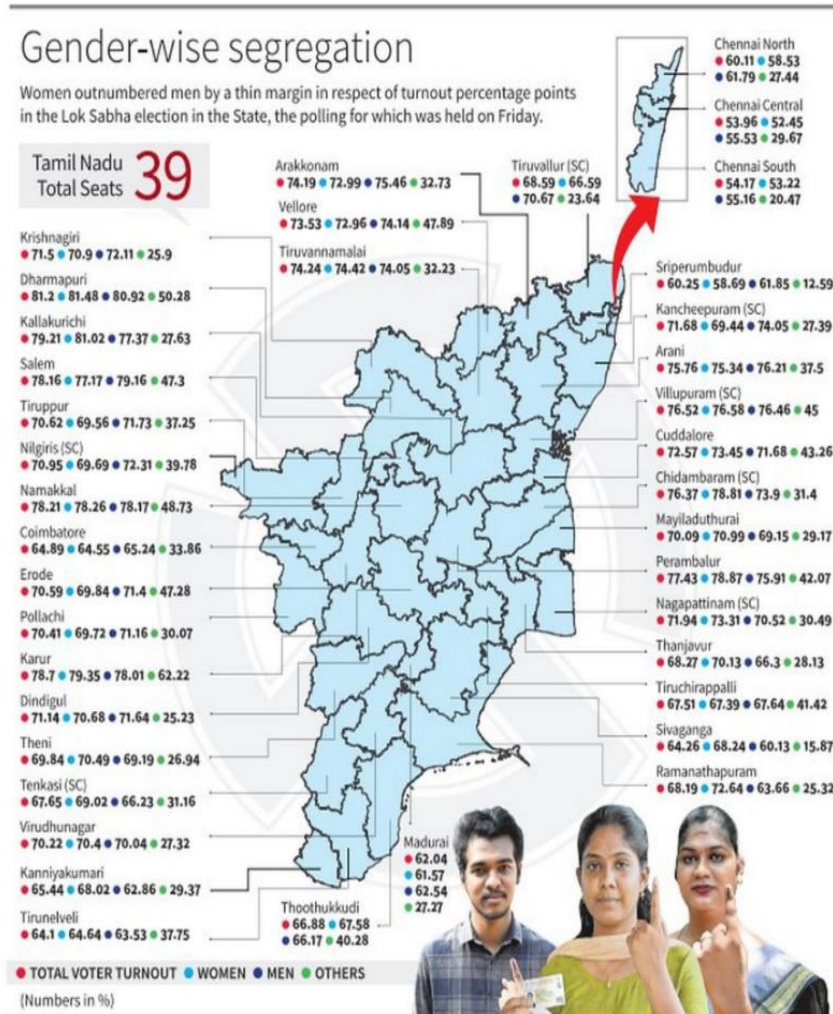 Gender-wise segregation
Women outnumbered men by a thin margin in respect of turnout percentage points
in the Lok Sabha election in the State, the polling for which was held on Friday.
Tamil Nadu
Total Seats 39
Chennai North
60.11 58.53
61.79 27.44
Chennai Central
53.96 52.45
55.53 29.67
Chennai South
54.17 53.22
55.16 20.47
Arakkonam
74.19 72.99 75.46 32.73
Vellore
73.53 72.96 74.14 47.89
Tiruvannamalai
74.24 74.42 74.05 32.23
Tiruvallur (SC)
68.59 66.59
70.67 23.64
Krishnagiri
71.5 70.9 72.11 25.9
Dharmapuri
81.2 81.48 80.92 50.28
Kallakurichi
79.21 81.02 77.37 27.63
Salem
78.16 77.17 79.16 47.3
Tiruppur
70.62 69.56 71.73 37.25
Nilgiris (SC)
70.95 69.69 72.31 39.78
Namakkal
78.21 78.26 78.17 48.73
Coimbatore
64.89 64.55 65.24 33.86
Erode
70.59 69.84 71.4 47.28
Pollachi
70.41 69.72 71.16 30.07
Karur
78.7 79.35 78.01 62.22
Dindigul
71.14 70.68 71.64 25.23
Theni
69.84 70.49 69.19 26.94
Tenkasi (SC)
67.65 69.02 66.23 31.16
Virudhunagar
70.22 70.4 70.04 27.32
Kanniyakumari
65.44 68.02 62.86 29.37
Tirunelveli
64.1 64.64 63.53 37.75
Sriperumbudur
60.25 58.69 61.85 12.59
Kancheepuram (SC)
71.68 69.44 74.05 27.39
Arani
75.76 75.34 76.21 37.5
Villupuram (SC)
76.52 76.58 76.46 45
Cuddalore
72.57 73.45 71.68 43.26
Chidambaram (SC)
76.37 78.81 73.9 31.4
Mayiladuthurai
70.09 70.99 69.15 29.17
Perambalur
77.43 78.87 75.91 42.07
Nagapattinam (SC)
71.94 73.31 70.52 30.49
Thanjavur
68.27 70.13 66.3 28.13
Tiruchirappalli
67.51 67.39 67.64 41.42
Sivaganga
64.26 68.24 60.13 15.87
Ramanathapuram
68.19 72.64 63.66 25.32
Madurai
62.04
61.57
62.54
27.27
Thoothukkudi
66.88 67.58
66.17 40.28
TOTAL VOTER TURNOUT WOMEN MEN OTHERS
(Numbers in %)